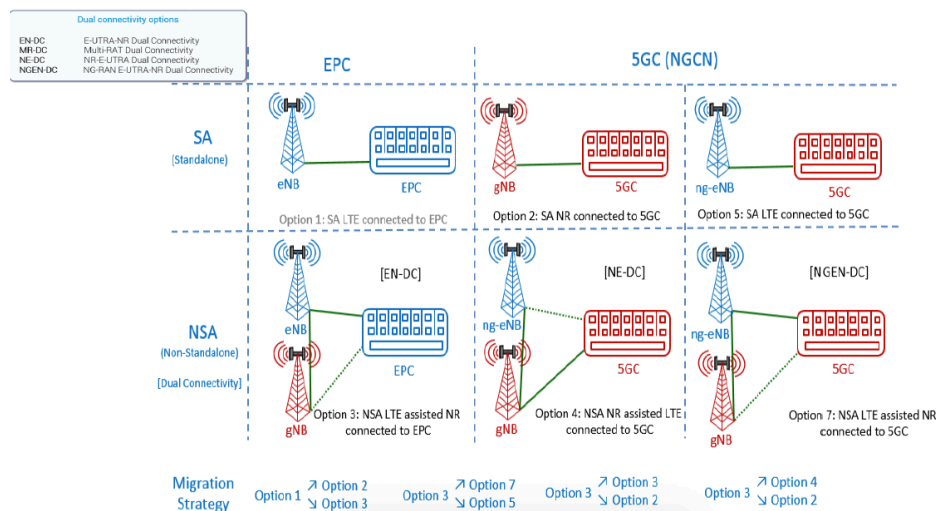 Dual connectivity options
EN-DC E-UTRA-NR Dual Connectivity
MR-DC Multi-RAT Dual Connectivity
NE-DC NR-E-UTRA Dual Connectivity
NGEN-DC NG-RAN E-UTRA-NR Dual Connectivity
EPC
5GC (NGCN)
SA
(Standalone)
eNB
EPC
Option 1: SA LTE connected to EPC
gNB
5GC
Option 2: SA NR connected to 5GC
ng-eNB
5GC
Option 5: SA LTE connected to 5GC
NSA
(Non-Standalone)
[Dual Connectivity]
[EN-DC]
eNB
EPC
gNB
Option 3: NSA LTE assisted NR
connected to EPC
[NE-DC]
ng-eNB
5GC
gNB
Option 4: NSA NR assisted LTE
connected to 5GC
[NGEN-DC]
ng-eNB
5GC
gNB
Option 7: NSA LTE assisted NR
connected to 5GC
Migration
Strategy
Option 1 ↗ Option 2
↘ Option 3
Option 3 ↗ Option 7
↘ Option 5
Option 3 ↗ Option 3
↘ Option 2
Option 3 ↗ Option 4
↘ Option 2